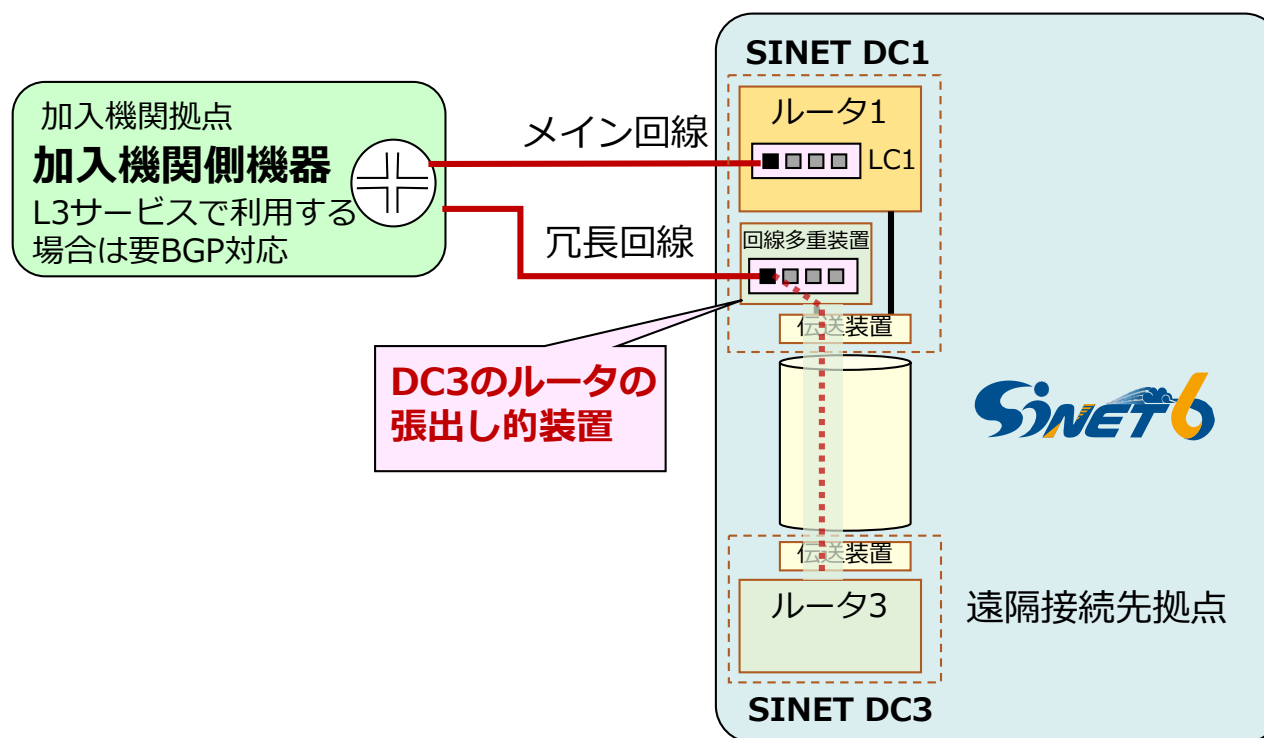 SINET DC1
加入機関拠点
加入機関側機器
L3サービスで利用する
場合は要BGP対応
メイン回線
冗長回線
ルータ1
LC1
回線多重装置
伝送装置
DC3のルータの
張出し的装置
SINET6
伝送装置
ルータ3
遠隔接続先拠点
SINET DC3